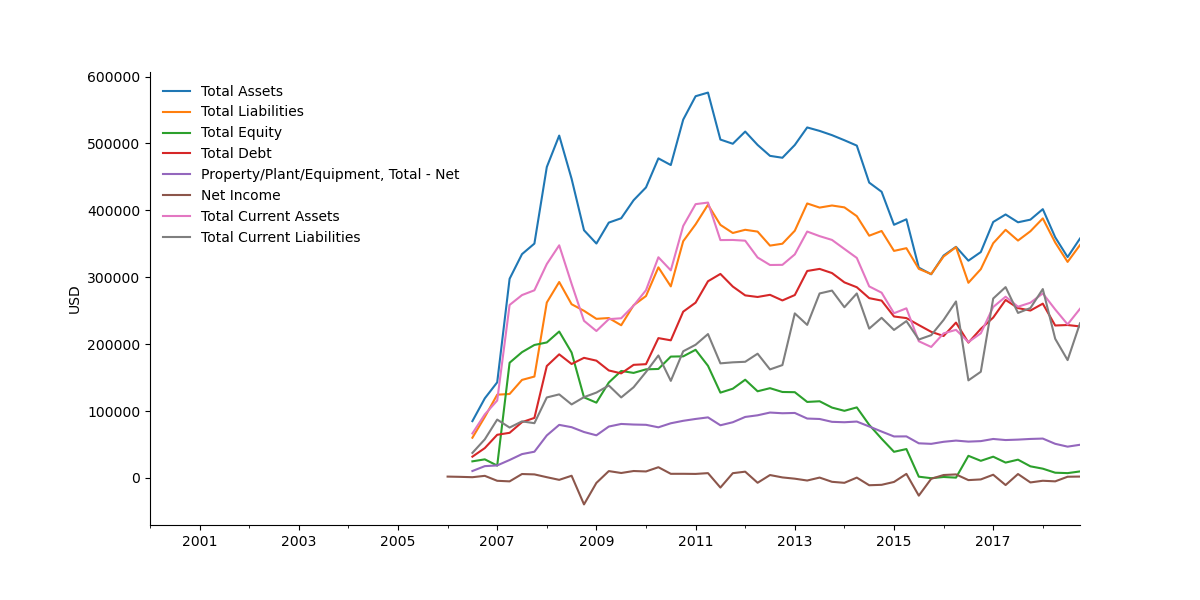 600000
500000
400000
300000
200000
100000
0
USD
Total Assets
Total Liabilities
Total Equity
Total Debt
Property/Plant/Equipment, Total - Net
Net Income
Total Current Assets
Total Current Liabilities
2001 2003 2005 2007 2009 2011 2013 2015 2017